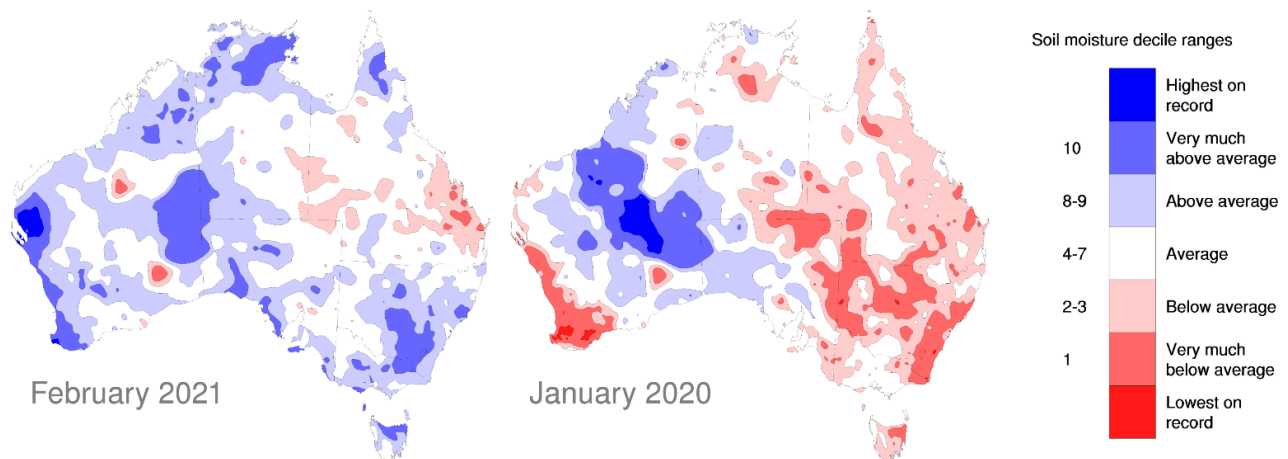 February 2021
January 2020
Soil moisture decile ranges
Highest on
record
10
Very much
above average
8-9
Above average
4-7
Average
2-3
Below average
1
Very much
below average
Lowest on
record